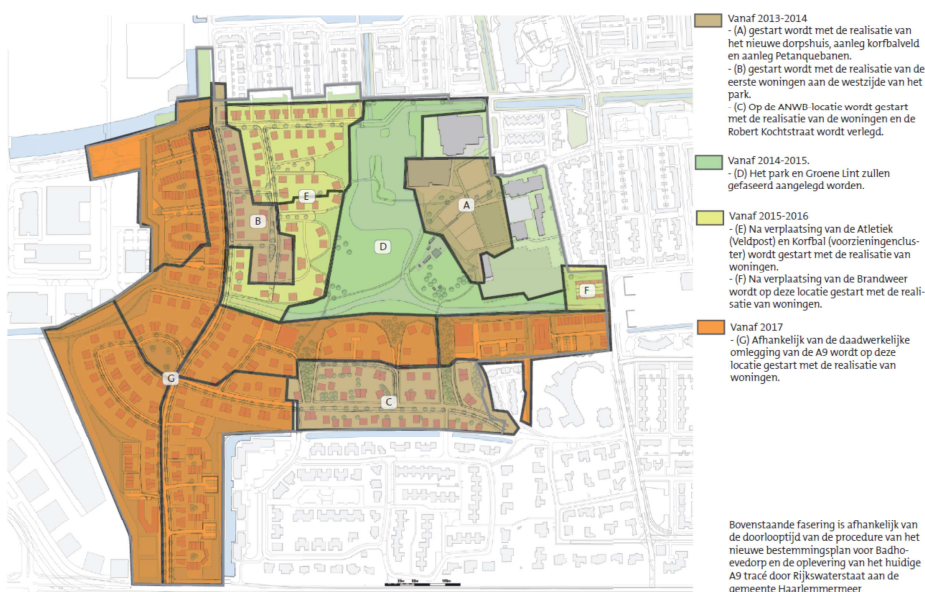 Vanaf 2013-2014
- (A) gestart wordt met de realisatie van
het nieuwe dorpshuis, aanleg korfbalveld
en aanleg Petanquebanen.
- (B) gestart wordt met de realisatie van de
eerste woningen aan de westzijde van het
park.
- (C) Op de ANWB-locatie wordt gestart
met de realisatie van de woningen en de
Robert Kochtstraat wordt verlegd.
Vanaf 2014-2015.
- (D) Het park en Groene Lint zullen
gefaseerd aangelegd worden.
Vanaf 2015-2016
- (E) Na verplaatsing van de Atletiek
(Veldpost) en Korfbal (voorzieningenclus-
ter) wordt gestart met de realisatie van
woningen.
- (F) Na verplaatsing van de Brandweer
wordt op deze locatie gestart met de reali-
satie van woningen.
Vanaf 2017
- (G) Afhankelijk van de daadwerkelijke
omlegging van de A9 wordt op deze
locatie gestart met de realisatie van
woningen.
E
A
B
D
F
G
C
Bovenstaande fasering is afhankelijk van
de doorlooptijd van de procedure van het
nieuwe bestemmingsplan voor Badho-
evedorp en de oplevering van het huidige
A9 tracé door Rijkswaterstaat aan de
gemeente Haarlemmermeer